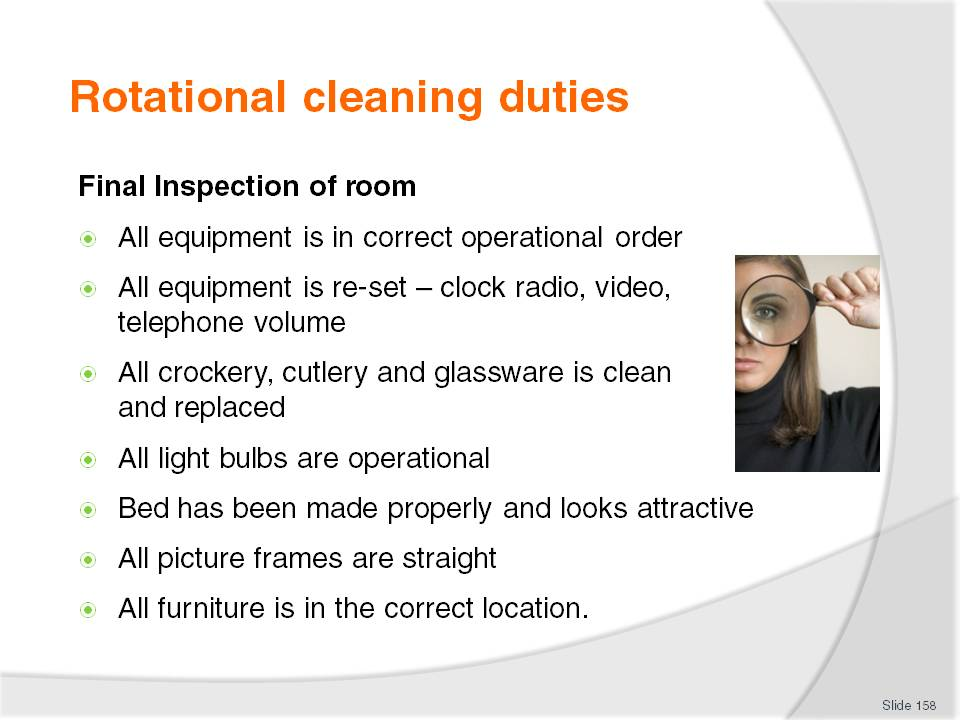 Rotational cleaning duties
Final Inspection of room
All equipment is in correct operational order
All equipment is re-set – clock radio, video,
telephone volume
All crockery, cutlery and glassware is clean
and replaced
All light bulbs are operational
Bed has been made properly and looks attractive
All picture frames are straight
All furniture is in the correct location.
Slide 158